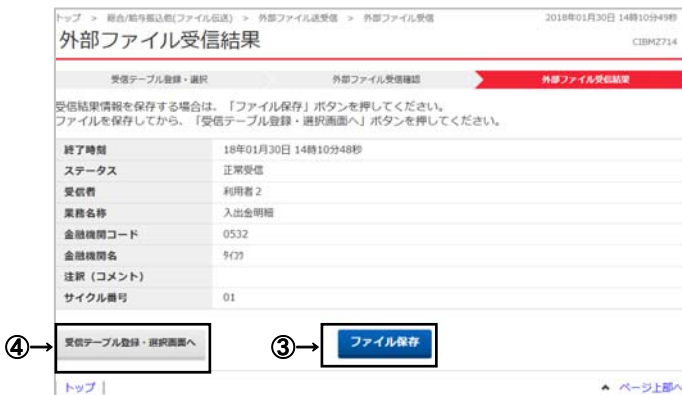 トップ > 総合/給与振込他(ファイル伝送) > 外部ファイル送受信 > 外部ファイル受信
2018年01月30日 14時10分49秒
外部ファイル受信結果
CIBMZ714
受信テーブル登録・選択
外部ファイル受信確認
外部ファイル受信結果
受信結果情報を保存する場合は、「ファイル保存」ボタンを押してください。
ファイルを保存してから、「受信テーブル登録・選択画面へ」ボタンを押してください。
終了時刻 18年01月30日 14時10分48秒
ステータス 正常受信
受信者 利用者2
業務名称 入出金明細
金融機関コード 0532
金融機関名 ﾀｲｺｳ
注釈（コメント）
サイクル番号 01
④→ 受信テーブル登録・選択画面へ
③→ ファイル保存
トップ |
ページ上部へ